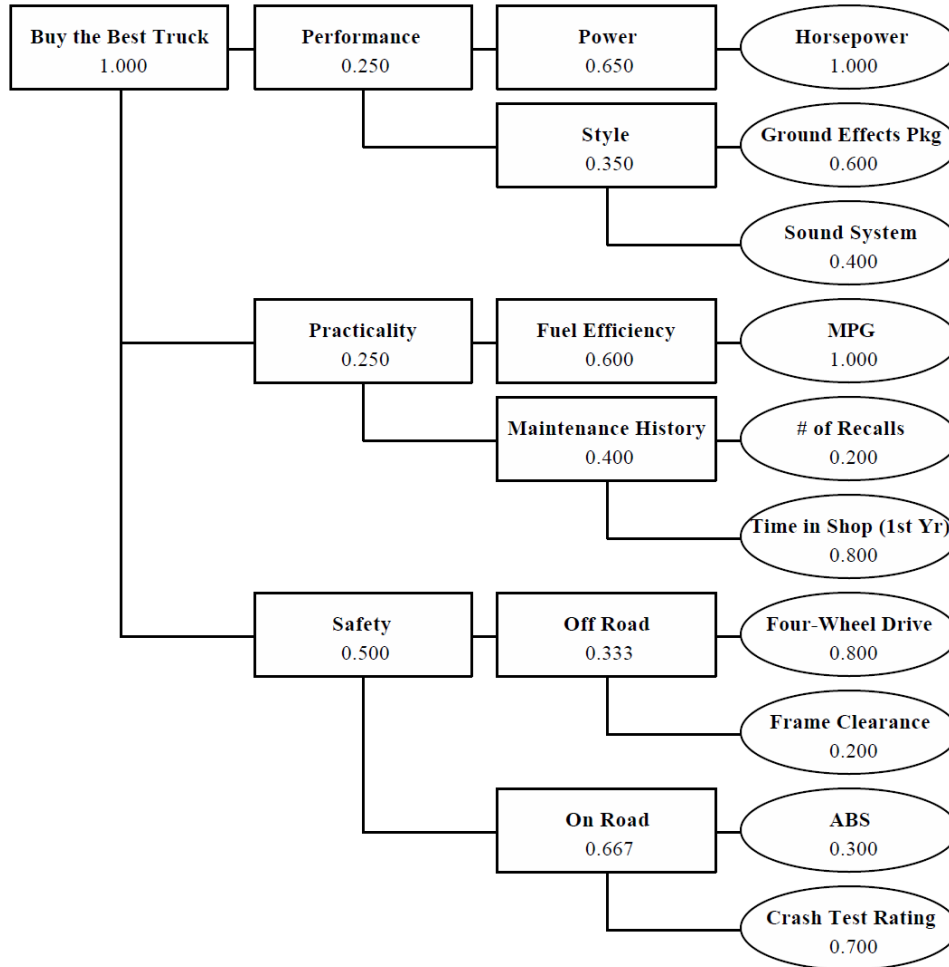 Buy the Best Truck
1.000
Performance
0.250
Power
0.650
Horsepower
1.000
Style
0.350
Ground Effects Pkg
0.600
Sound System
0.400
Practicality
0.250
Fuel Efficiency
0.600
MPG
1.000
Maintenance History
0.400
# of Recalls
0.200
Time in Shop (1st Yr)
0.800
Safety
0.500
Off Road
0.333
Four-Wheel Drive
0.800
Frame Clearance
0.200
On Road
0.667
ABS
0.300
Crash Test Rating
0.700